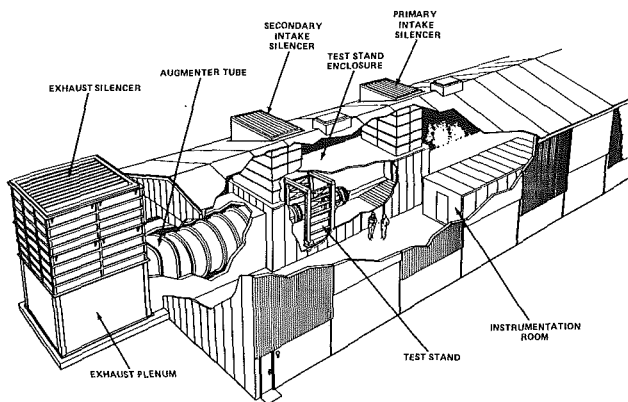 PRIMARY
INTAKE
SILENCER
SECONDARY
INTAKE
SILENCER
TEST STAND
ENCLOSURE
AUGMENTER TUBE
EXHAUST SILENCER
INSTRUMENTATION
ROOM
TEST STAND
EXHAUST PLENUM